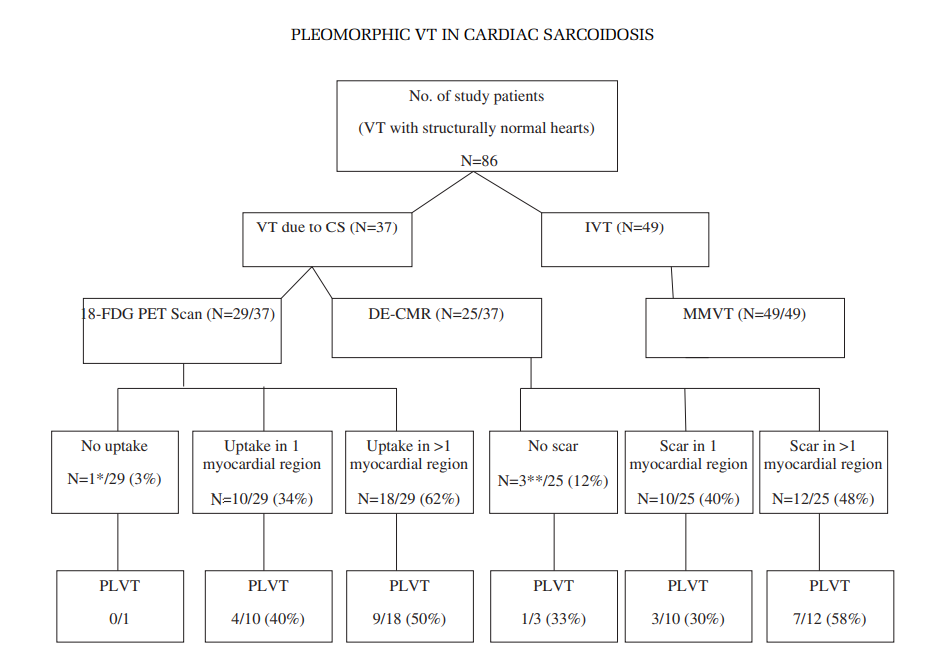 PLEOMORPHIC VT IN CARDIAC SARCOIDOSIS
No. of study patients
(VT with structurally normal hearts)
N=86
VT due to CS (N=37)
IVT (N=49)
18-FDG PET Scan (N=29/37)
DE-CMR (N=25/37)
MMVT (N=49/49)
No uptake
N=1*/29 (3%)
Uptake in 1
myocardial region
N=10/29 (34%)
Uptake in >1
myocardial region
N=18/29 (62%)
No scar
N=3**/25 (12%)
Scar in 1
myocardial region
N=10/25 (40%)
Scar in >1
myocardial region
N=12/25 (48%)
PLVT
0/1
PLVT
4/10 (40%)
PLVT
9/18 (50%)
PLVT
1/3 (33%)
PLVT
3/10 (30%)
PLVT
7/12 (58%)